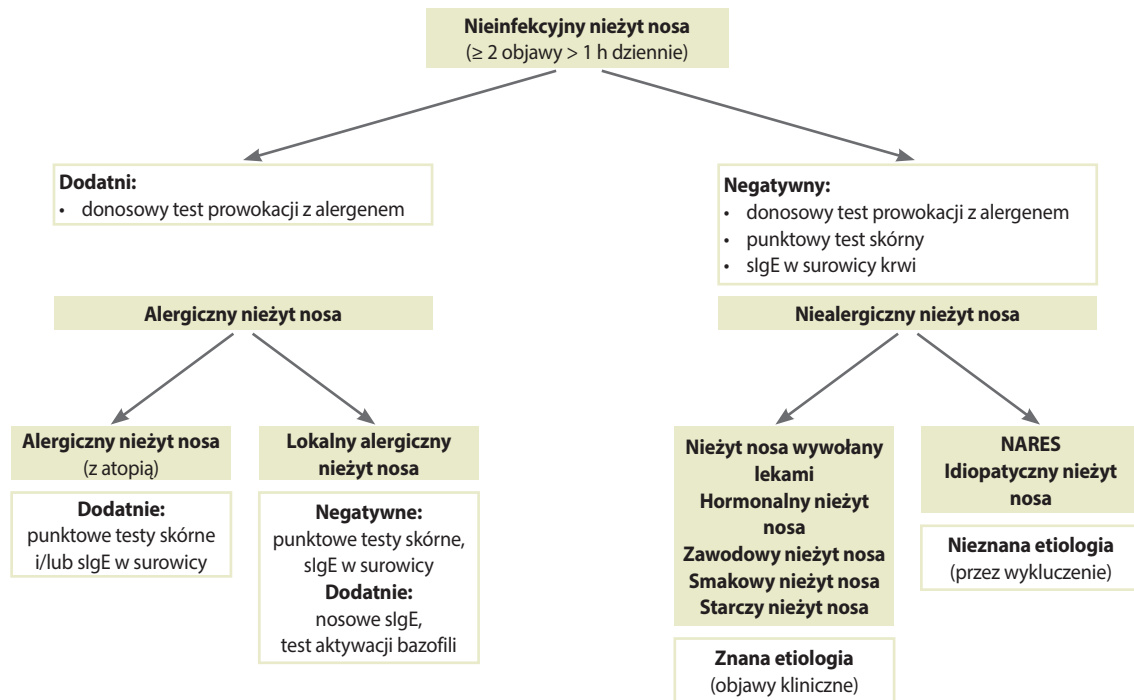 Nieinfekcyjny nieżyt nosa
(≥ 2 objawy > 1 h dziennie)
Dodatni:
• donosowy test prowokacji z alergenem
Negatywny:
• donosowy test prowokacji z alergenem
• punktowy test skórny
• sIgE w surowicy krwi
Alergiczny nieżyt nosa
Niealergiczny nieżyt nosa
Alergiczny nieżyt nosa
(z atopią)
Dodatnie:
punktowe testy skórne
i/lub sIgE w surowicy
Lokalny alergiczny
nieżyt nosa
Negatywne:
punktowe testy skórne,
sIgE w surowicy
Dodatnie:
nosowe sIgE,
test aktywacji bazofili
Nieżyt nosa wywołany
lekami
Hormonalny nieżyt
nosa
Zawodowy nieżyt nosa
Smakowy nieżyt nosa
Starczy nieżyt nosa
Znana etiologia
(objawy kliniczne)
NARES
Idiopatyczny nieżyt
nosa
Nieznana etiologia
(przez wykluczenie)